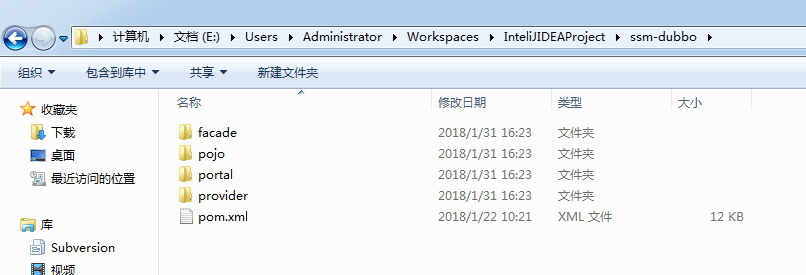 计算机 文档 (E:) Users Administrator Workspaces InteliJIDEAProject ssm-dubbo
组织 包含到库中 共享 新建文件夹
收藏夹
下载
桌面
最近访问的位置
库
Subversion
视频
名称 修改日期 类型 大小
facade 2018/1/31 16:23 文件夹
pojo 2018/1/31 16:23 文件夹
portal 2018/1/31 16:23 文件夹
provider 2018/1/31 16:23 文件夹
pom.xml 2018/1/22 10:21 XML 文件 12 KB